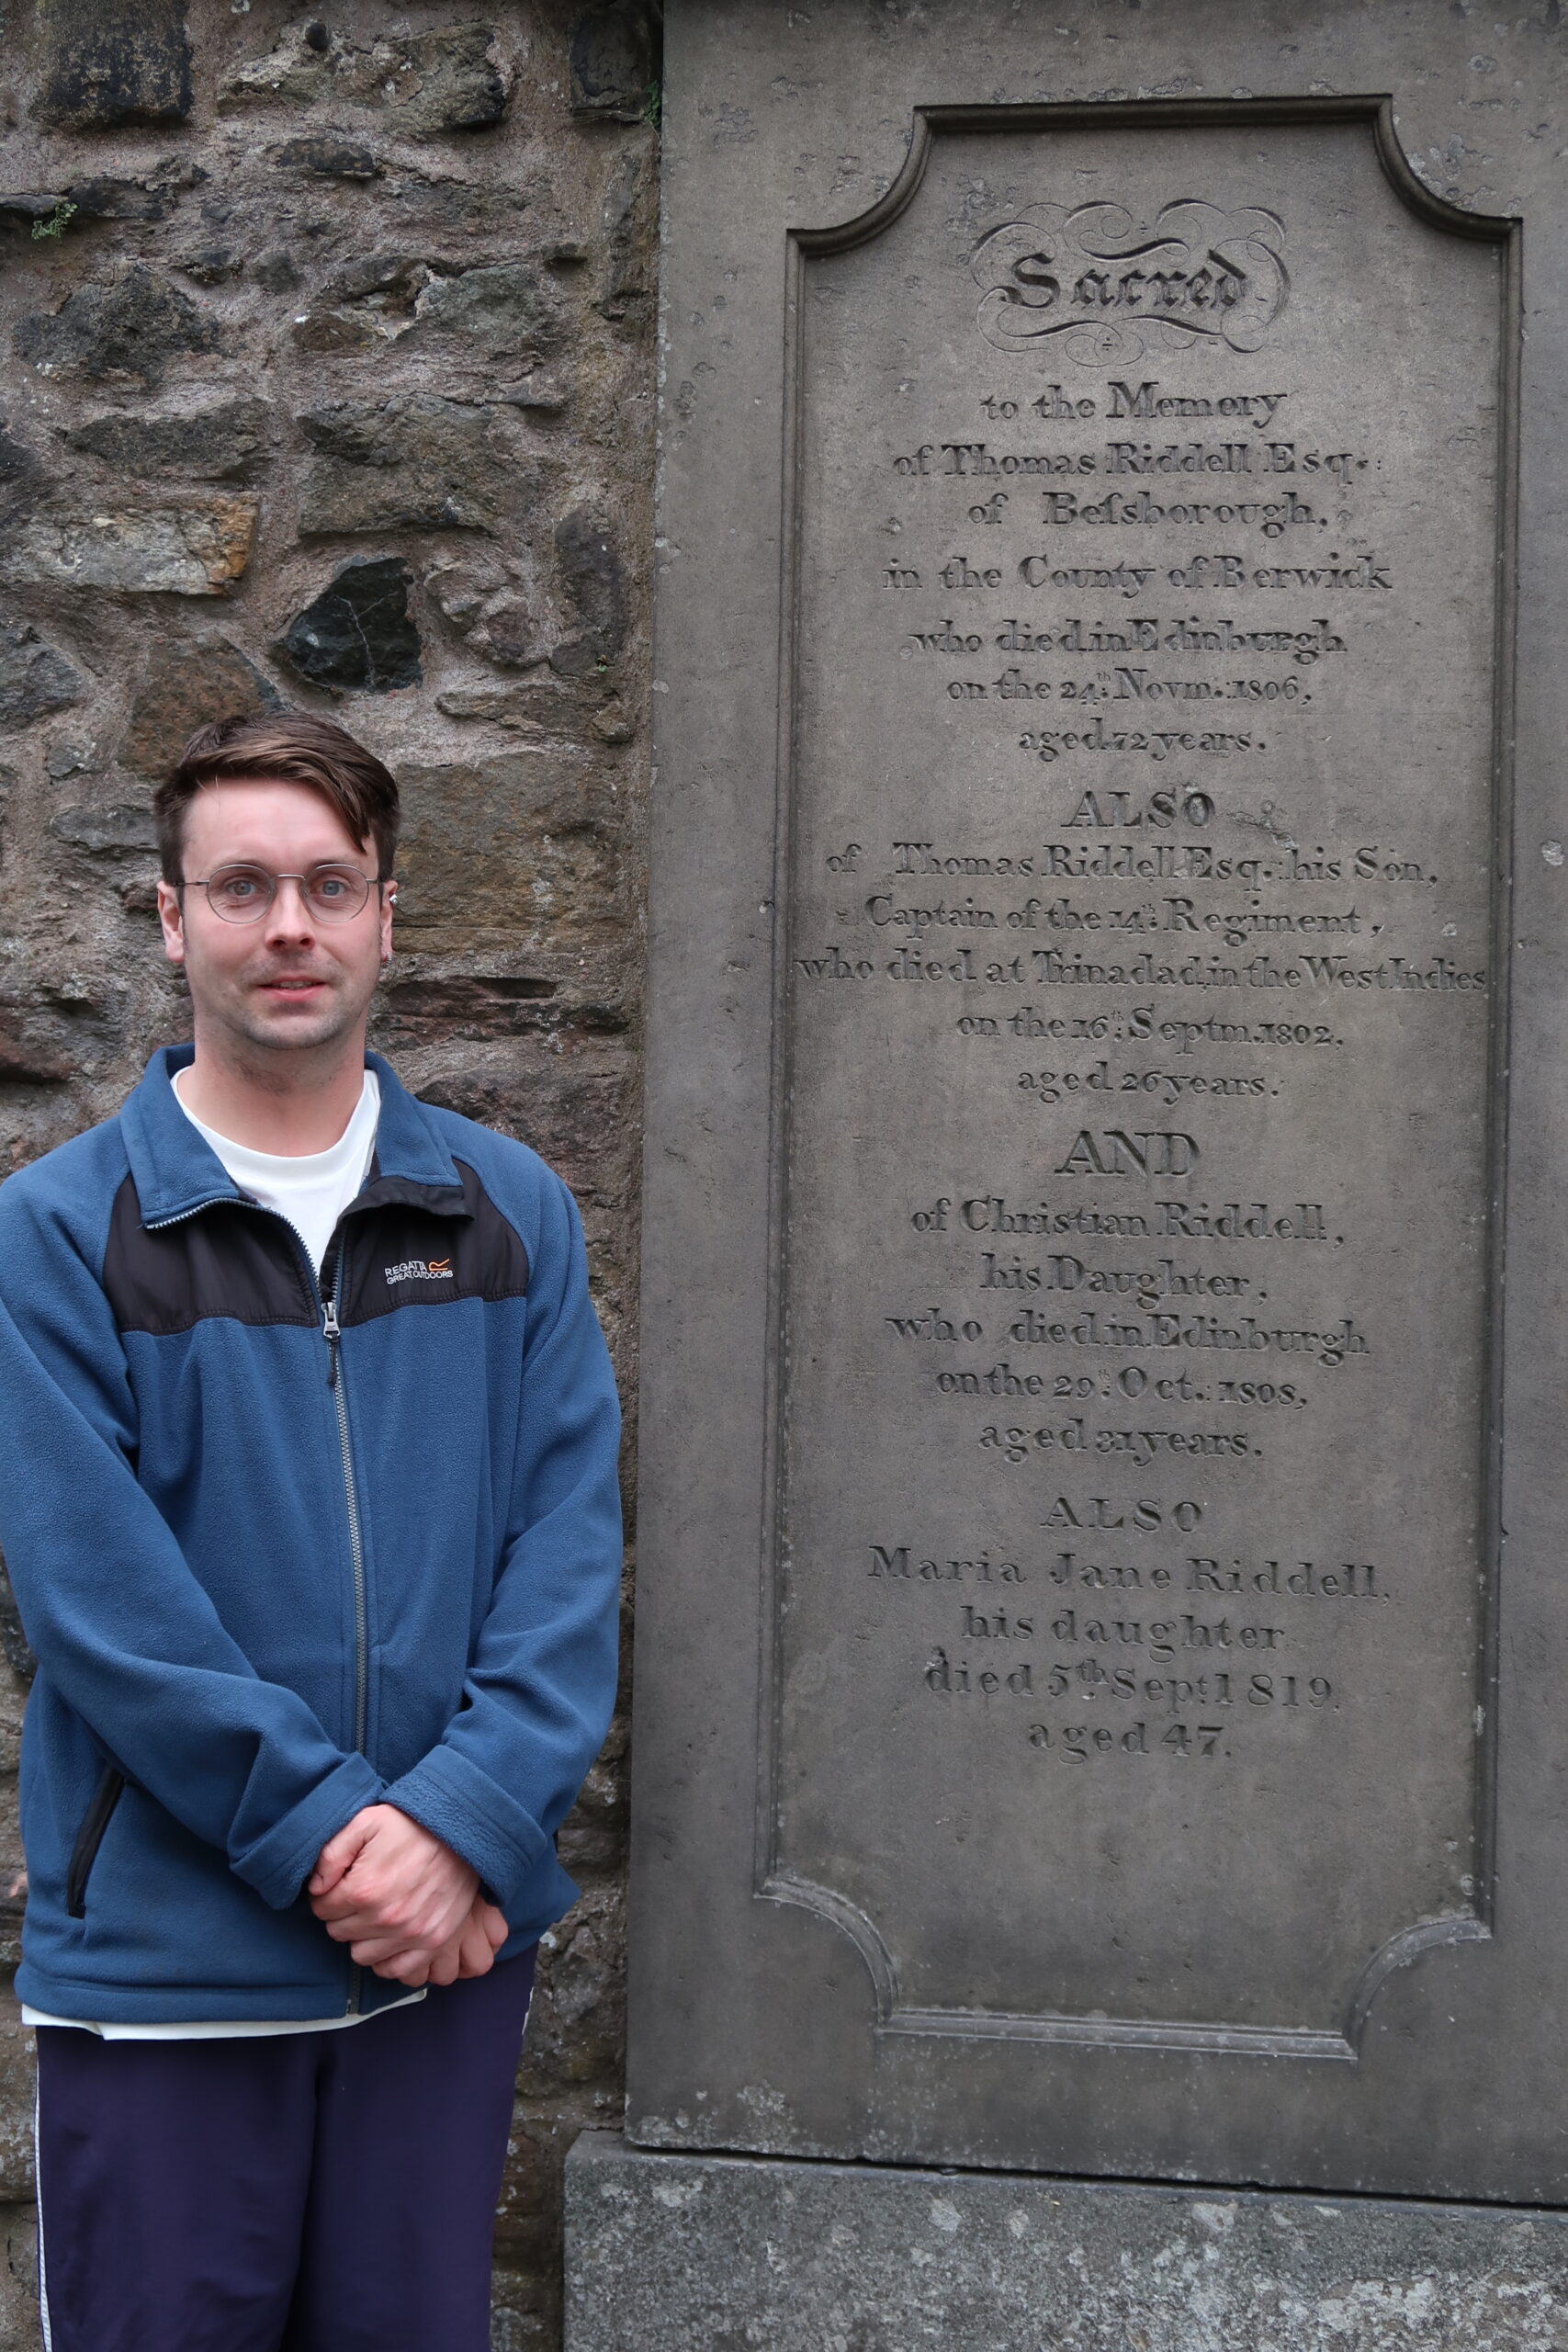 REGATTA
GREAT OUTDOORS
Sacred
to the Memory
of Thomas Riddell Esq.:
of Beſsborough,
in the County of Berwick
who died in Edinburgh
on the 24th. Novm.: 1806,
aged 72 years.
ALSO
of Thomas Riddell Esq.: his Son,
Captain of the 14th. Regiment,
who died at Trinadad, in the West Indies
on the 16th. Septm. 1802.
aged 26 years.
AND
of Christian Riddell,
his Daughter,
who died in Edinburgh
on the 29th. Oct.: 1808,
aged 31 years.
ALSO
Maria Jane Riddell,
his daughter
died 5th Sept. 1819.
aged 47.